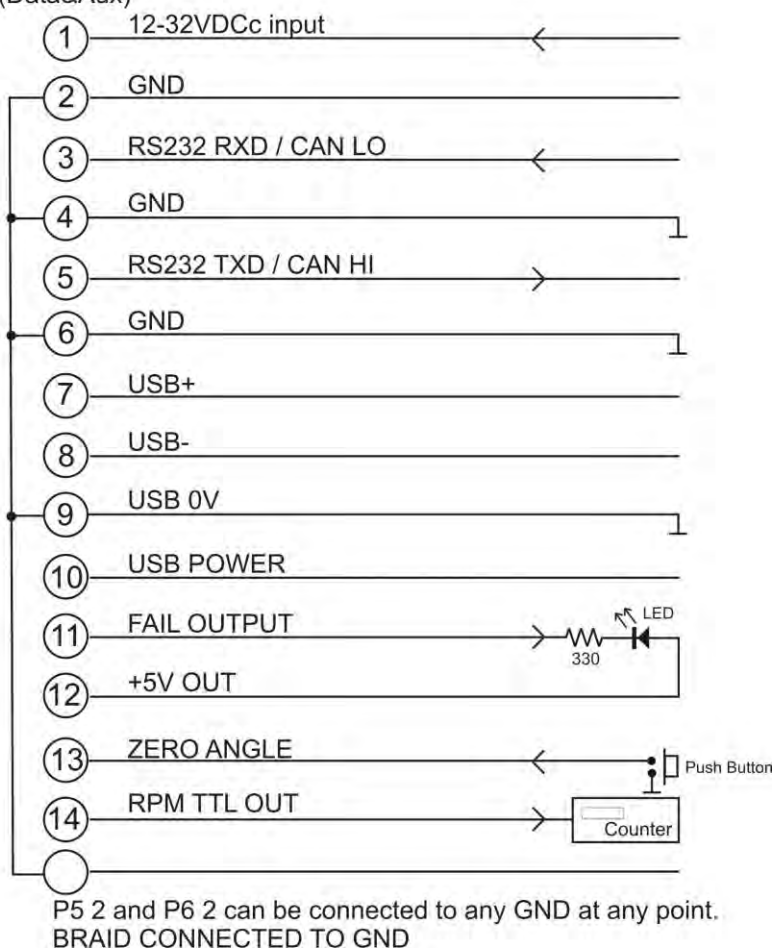 (Data&Aux)
1 12-32VDCc input
2 GND
3 RS232 RXD / CAN LO
4 GND
5 RS232 TXD / CAN HI
6 GND
7 USB+
8 USB-
9 USB 0V
10 USB POWER
11 FAIL OUTPUT
LED
330
12 +5V OUT
13 ZERO ANGLE
Push Button
14 RPM TTL OUT
Counter
P5 2 and P6 2 can be connected to any GND at any point.
BRAID CONNECTED TO GND